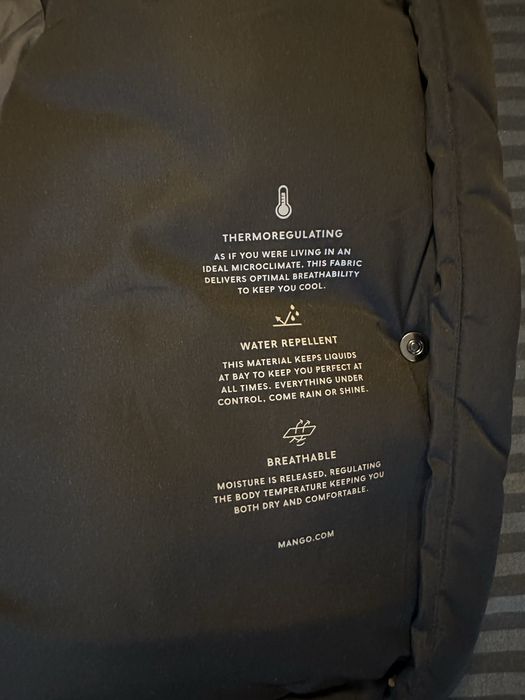 THERMOREGULATING
AS IF YOU WERE LIVING IN AN
IDEAL MICROCLIMATE, THIS FABRIC
DELIVERS OPTIMAL BREATHABILITY
TO KEEP YOU COOL.
WATER REPELLENT
THIS MATERIAL KEEPS LIQUIDS
AT BAY TO KEEP YOU PERFECT AT
ALL TIMES. EVERYTHING UNDER
CONTROL, COME RAIN OR SHINE.
BREATHABLE
MOISTURE IS RELEASED, REGULATING
THE BODY TEMPERATURE KEEPING YOU
BOTH DRY AND COMFORTABLE.
MANGO.COM